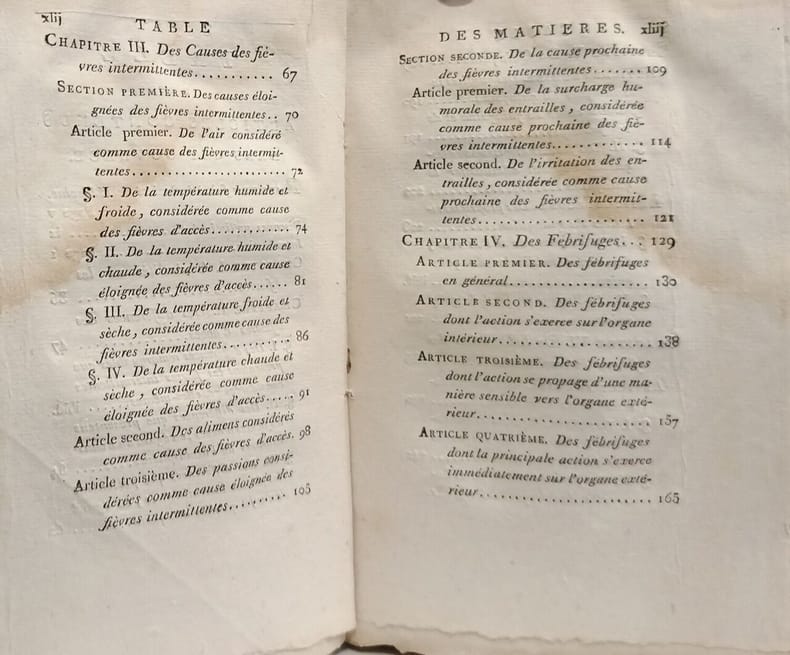 xlij
TABLE
CHAPITRE III. Des Causes des fiè-
vres intermittentes........... 67
SECTION PREMIÈRE. Des causes éloi-
gnées des fièvres intermittentes.. 70
Article premier. De l'air considéré
comme cause des fièvres intermit-
tentes....................... 72
§. I. De la température humide et
froide, considérée comme cause
des fièvres d'accès............ 74
§. II. De la température humide et
chaude, considérée comme cause
éloignée des fièvres d'accès...... 81
§. III. De la température froide et
sèche, considérée comme cause des
fièvres intermittentes.......... 86
§. IV. De la température chaude et
sèche, considérée comme cause
éloignée des fièvres d'accès..... 91
Article second. Des alimens considérés
comme cause des fièvres d'accès. 98
Article troisième. Des passions consi-
dérées comme cause éloignée des
fièvres intermittentes.......... 105
DES MATIERES. xliij
SECTION SECONDE. De la cause prochaine
des fièvres intermittentes....... 109
Article premier. De la surcharge hu-
morale des entrailles, considérée
comme cause prochaine des fiè-
vres intermittentes............. 114
Article second. De l'irritation des en-
trailles, considérée comme cause
prochaine des fièvres intermit-
tentes........................ 121
CHAPITRE IV. Des Febrifuges... 129
ARTICLE PREMIER. Des fébrifuges
en général.................... 130
ARTICLE SECOND. Des fébrifuges
dont l'action s'exerce sur l'organe
intérieur...................... 138
ARTICLE TROISIÈME. Des fébrifuges
dont l'action se propage d'une ma-
nière sensible vers l'organe exté-
rieur......................... 157
ARTICLE QUATRIÈME. Des fébrifuges
dont la principale action s'exerce
immédiatement sur l'organe exté-
rieur......................... 165